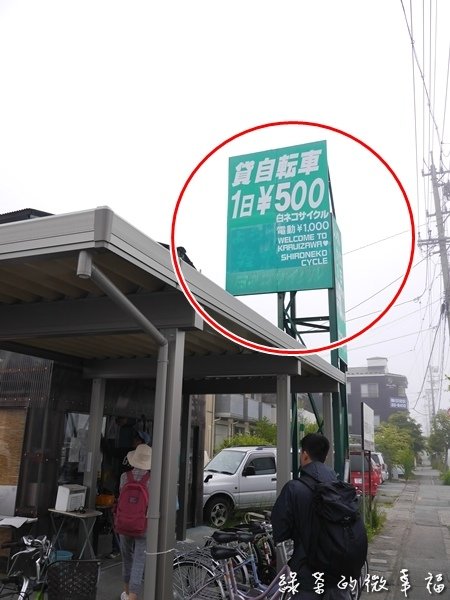 貸自転車
1日¥500
白ネコサイクル
電動¥1,000
WELCOME TO
KARUIZAWA♥
SHIRONEKO
CYCLE
綠茶的微幸福